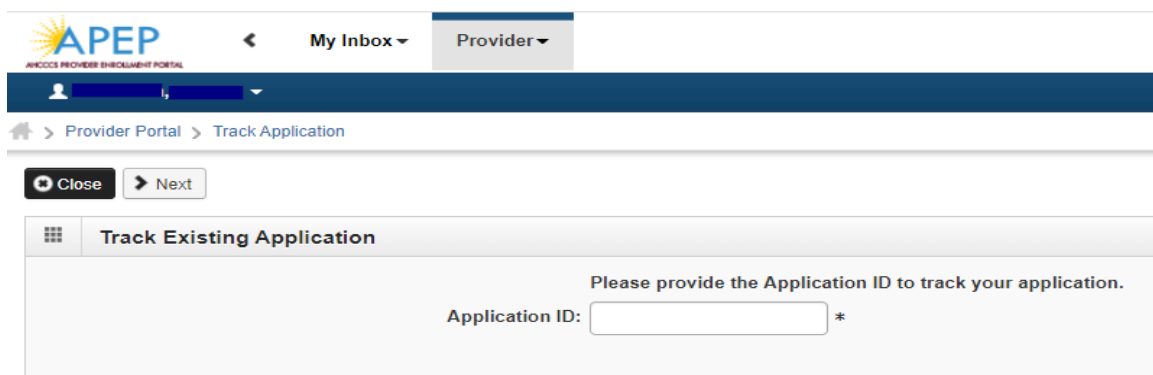 APEP
AHCCCS PROVIDER ENROLLMENT PORTAL
My Inbox
Provider
,
> Provider Portal > Track Application
Close
Next
Track Existing Application
Please provide the Application ID to track your application.
Application ID: *